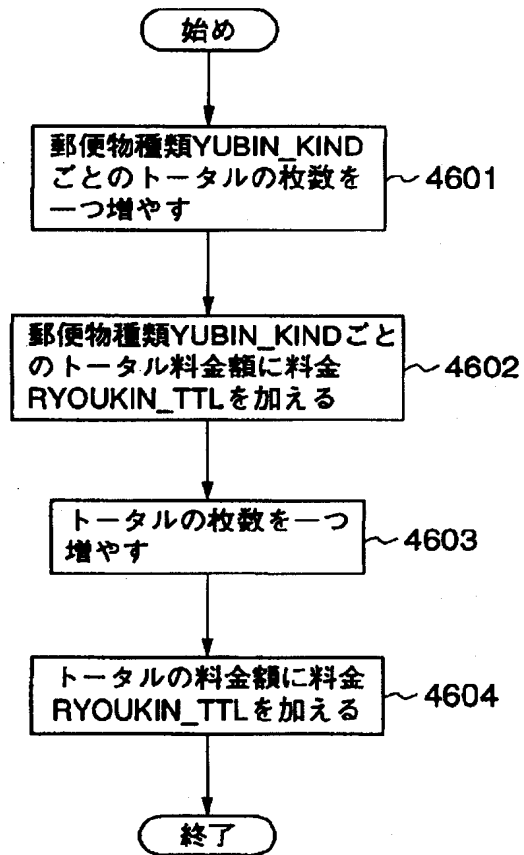 始め
郵便物種類YUBIN_KIND
ごとのトータルの枚数を
一つ増やす
4601
郵便物種類YUBIN_KINDごと
のトータル料金額に料金
RYOUKIN_TTLを加える
4602
トータルの枚数を一つ
増やす
4603
トータルの料金額に料金
RYOUKIN_TTLを加える
4604
終了